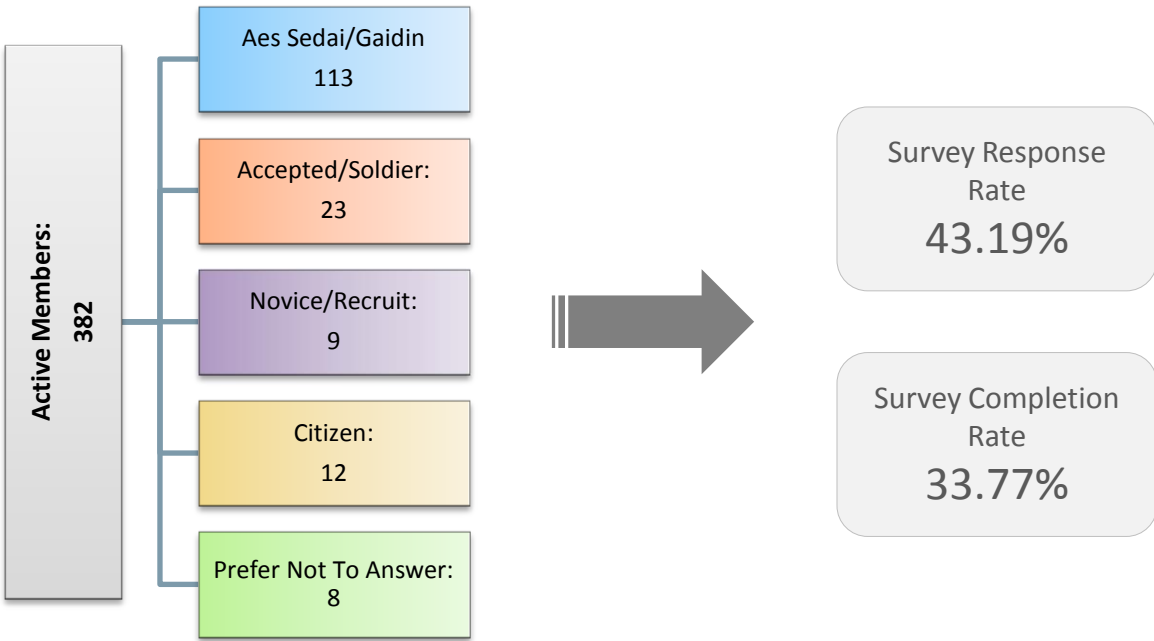 Active Members:
382
Aes Sedai/Gaidin
113
Accepted/Soldier:
23
Novice/Recruit:
9
Citizen:
12
Prefer Not To Answer:
8
Survey Response
Rate
43.19%
Survey Completion
Rate
33.77%